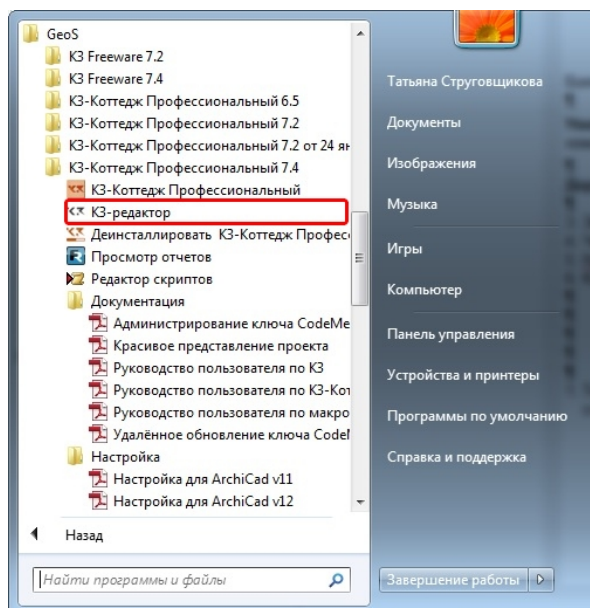 GeoS
К3 Freeware 7.2
К3 Freeware 7.4
К3-Коттедж Профессиональный 6.5
К3-Коттедж Профессиональный 7.2
К3-Коттедж Профессиональный 7.2 от 24 ян
К3-Коттедж Профессиональный 7.4
К3-Коттедж Профессиональный
К3-редактор
Деинсталлировать К3-Коттедж Професс
Просмотр отчетов
Редактор скриптов
Документация
Администрирование ключа CodeMe
Красивое представление проекта
Руководство пользователя по К3
Руководство пользователя по К3-Кот
Руководство пользователя по макро
Удалённое обновление ключа CodeM
Настройка
Настройка для ArchiCad v11
Настройка для ArchiCad v12
Назад
Найти программы и файлы
Татьяна Струговщикова
Документы
Изображения
Музыка
Игры
Компьютер
Панель управления
Устройства и принтеры
Программы по умолчанию
Справка и поддержка
Завершение работы